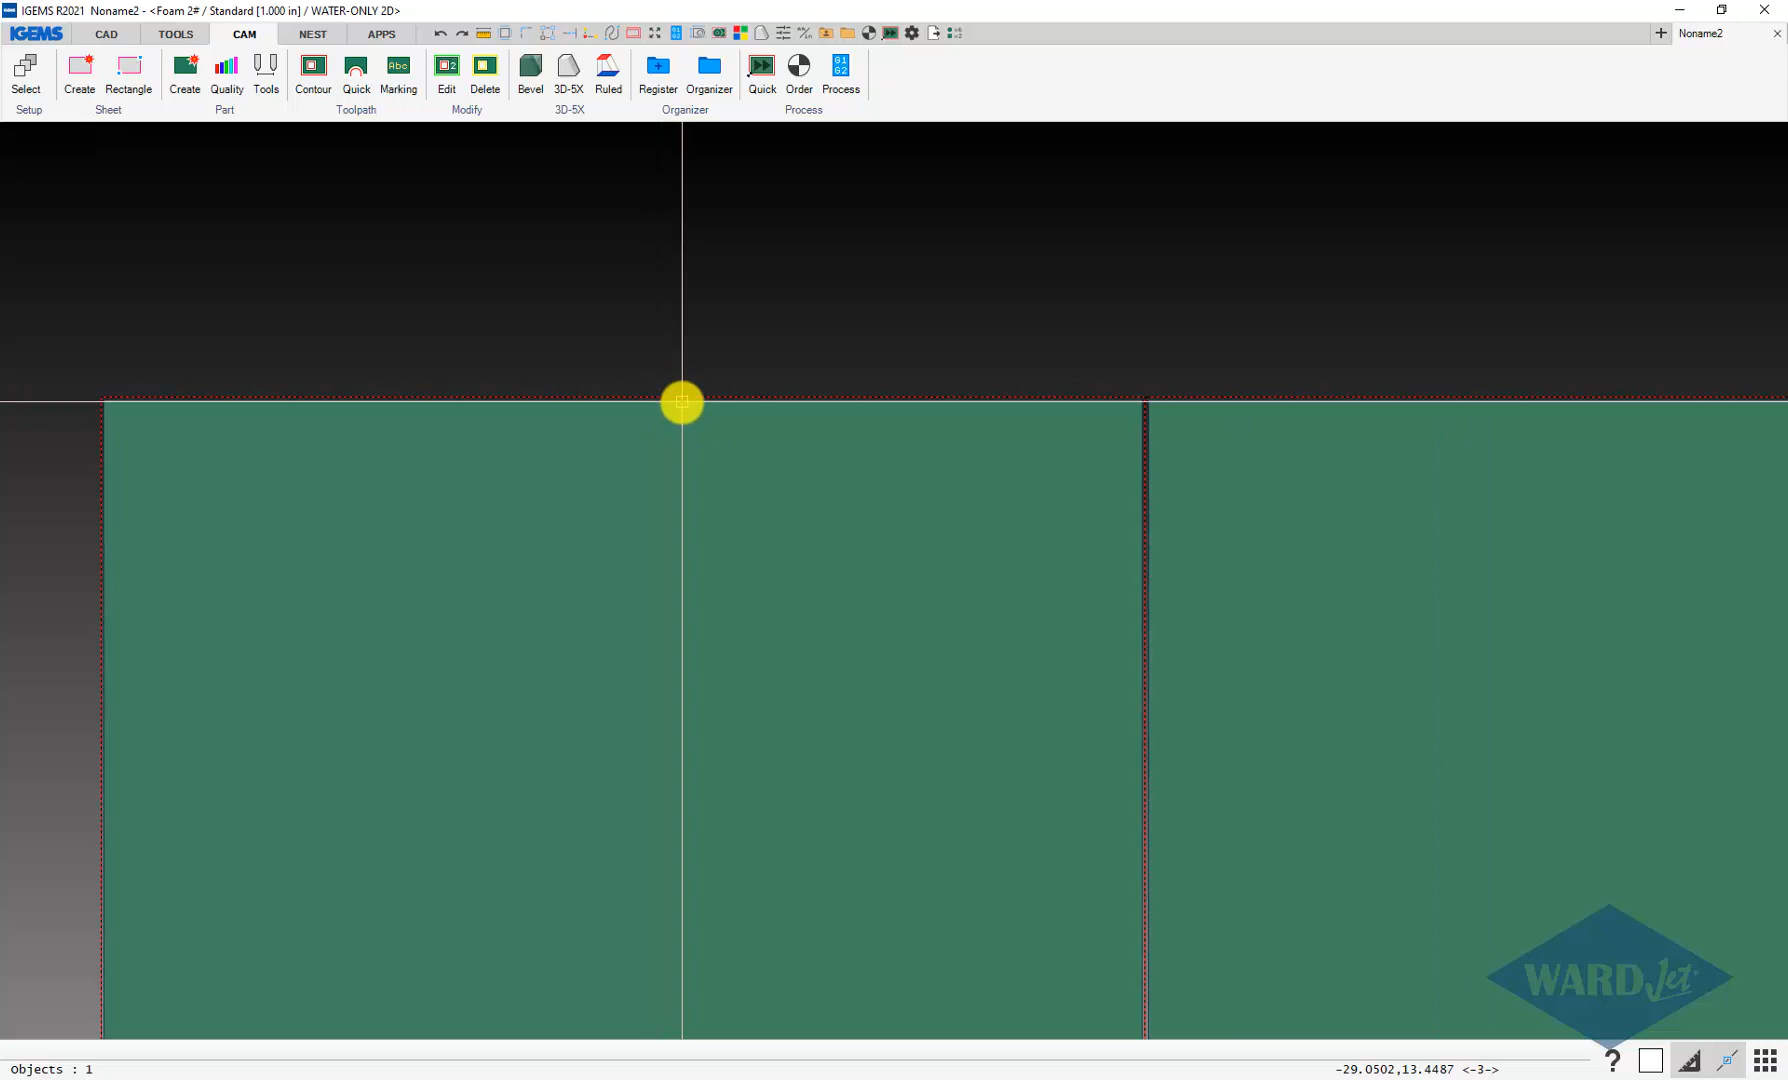 IGEMS R2021 Noname2 - <Foam 2# / Standard [1.000 in] / WATER-ONLY 2D>
IGEMS CAD TOOLS CAM NEST APPS Noname2
Select Create Rectangle Create Quality Tools Contour Quick Marking Edit Delete Bevel 3D-5X Ruled Register Organizer Quick Order Process
Setup Sheet Part Toolpath Modify 3D-5X Organizer Process
WARDJet
Objects : 1 -29.0502,13.4487 <-3->